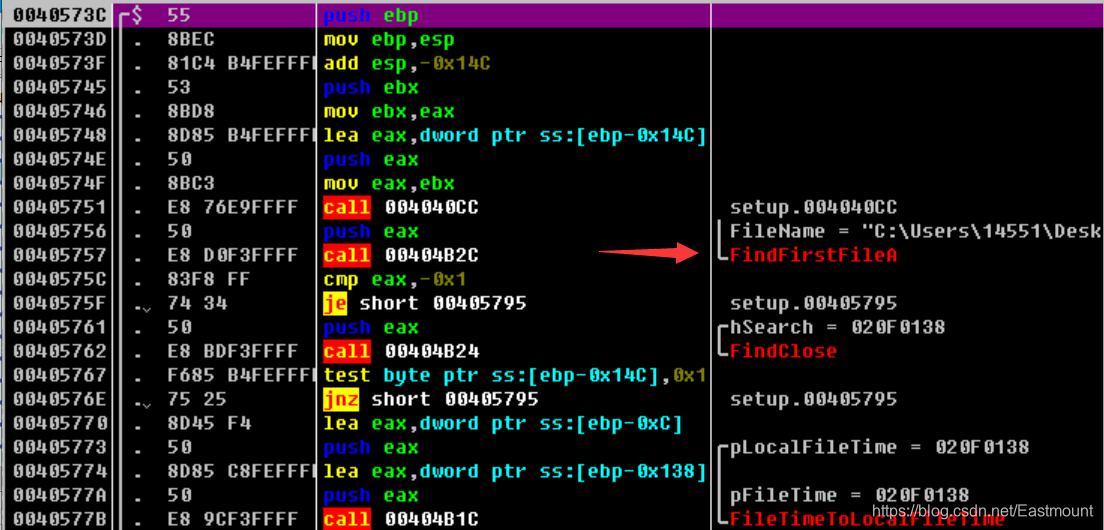 0040573C $ 55 push ebp
0040573D . 8BEC mov ebp,esp
0040573F . 81C4 B4FEFFF add esp,-0x14C
00405745 . 53 push ebx
00405746 . 8BD8 mov ebx,eax
00405748 . 8D85 B4FEFFF lea eax,dword ptr ss:[ebp-0x14C]
0040574E . 50 push eax
0040574F . 8BC3 mov eax,ebx
00405751 . E8 76E9FFFF call 004040CC setup.004040CC
00405756 . 50 push eax FileName = "C:\Users\14551\Desk
00405757 . E8 D0F3FFFF call 00404B2C FindFirstFileA
0040575C . 83F8 FF cmp eax,-0x1
0040575F . 74 34 je short 00405795 setup.00405795
00405761 . 50 push eax hSearch = 020F0138
00405762 . E8 BDF3FFFF call 00404B24 FindClose
00405767 . F685 B4FEFFF test byte ptr ss:[ebp-0x14C],0x1
0040576E . 75 25 jnz short 00405795 setup.00405795
00405770 . 8D45 F4 lea eax,dword ptr ss:[ebp-0xC]
00405773 . 50 push eax pLocalFileTime = 020F0138
00405774 . 8D85 C8FEFFF lea eax,dword ptr ss:[ebp-0x138]
0040577A . 50 push eax pFileTime = 020F0138
0040577B . E8 9CF3FFFF call 00404B1C FileTimeToLocalFileTime
https://blog.csdn.net/Eastmount